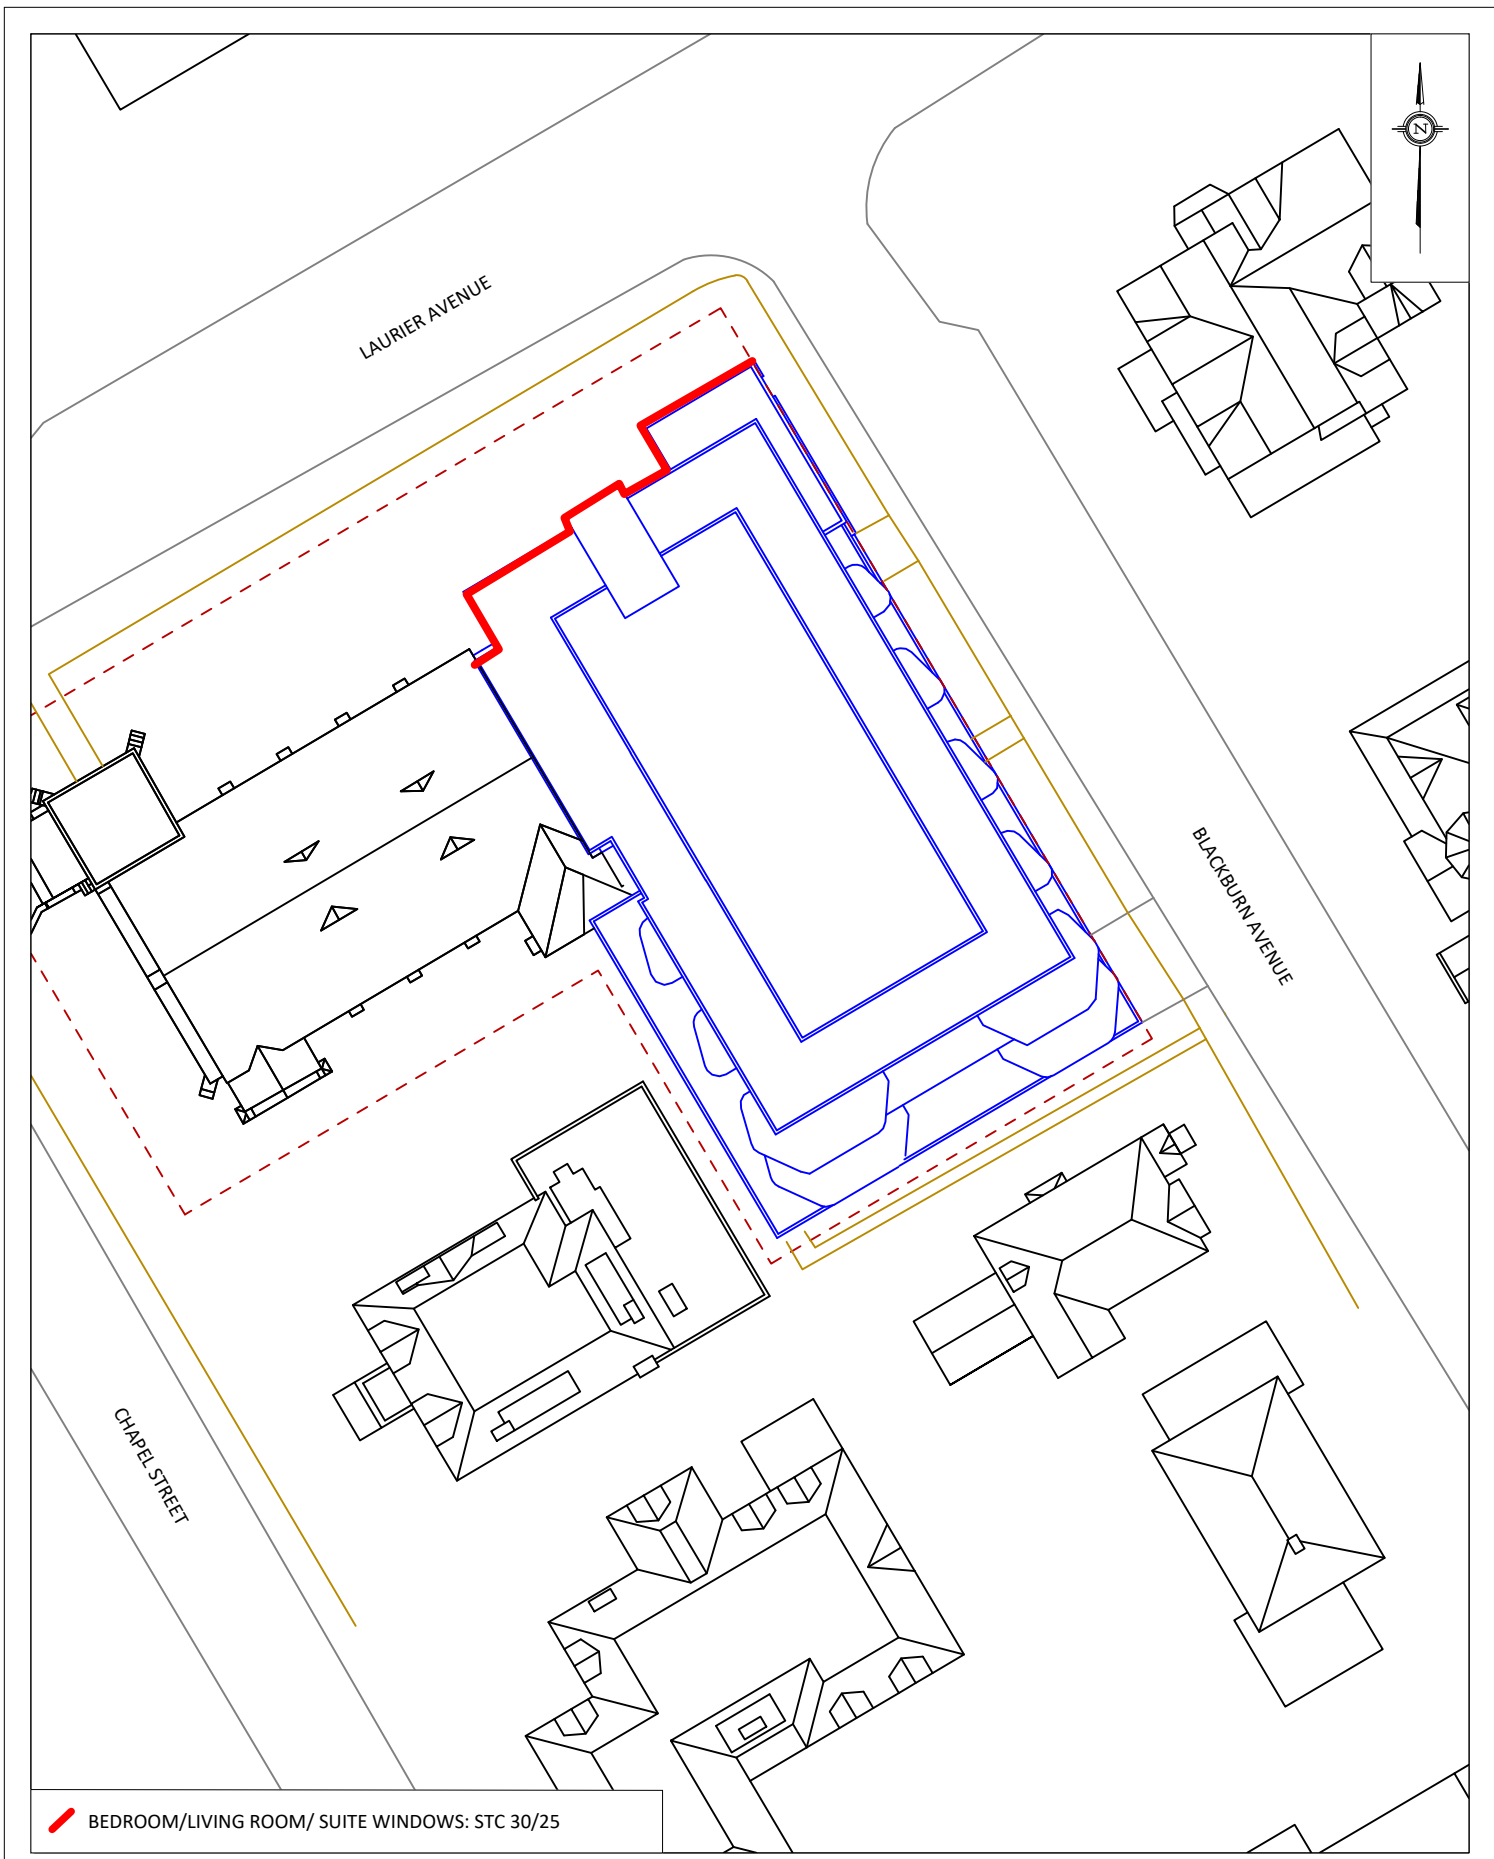 N
LAURIER AVENUE
BLACKBURN AVENUE
CHAPEL STREET
BEDROOM/LIVING ROOM/ SUITE WINDOWS: STC 30/25